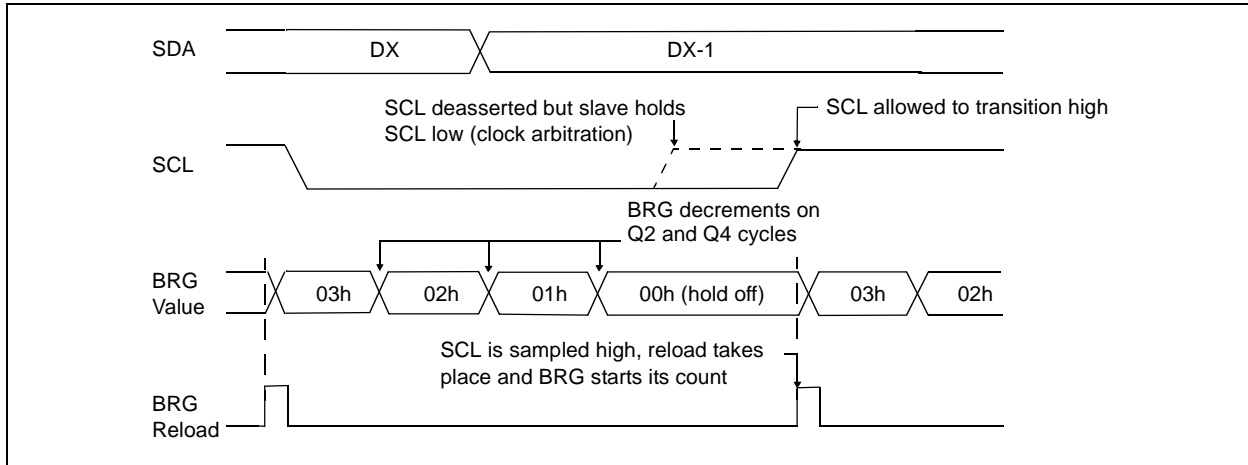 SDA
DX
DX-1
SCL deasserted but slave holds
SCL low (clock arbitration)
SCL allowed to transition high
SCL
BRG decrements on
Q2 and Q4 cycles
BRG
Value
03h
02h
01h
00h (hold off)
03h
02h
SCL is sampled high, reload takes
place and BRG starts its count
BRG
Reload